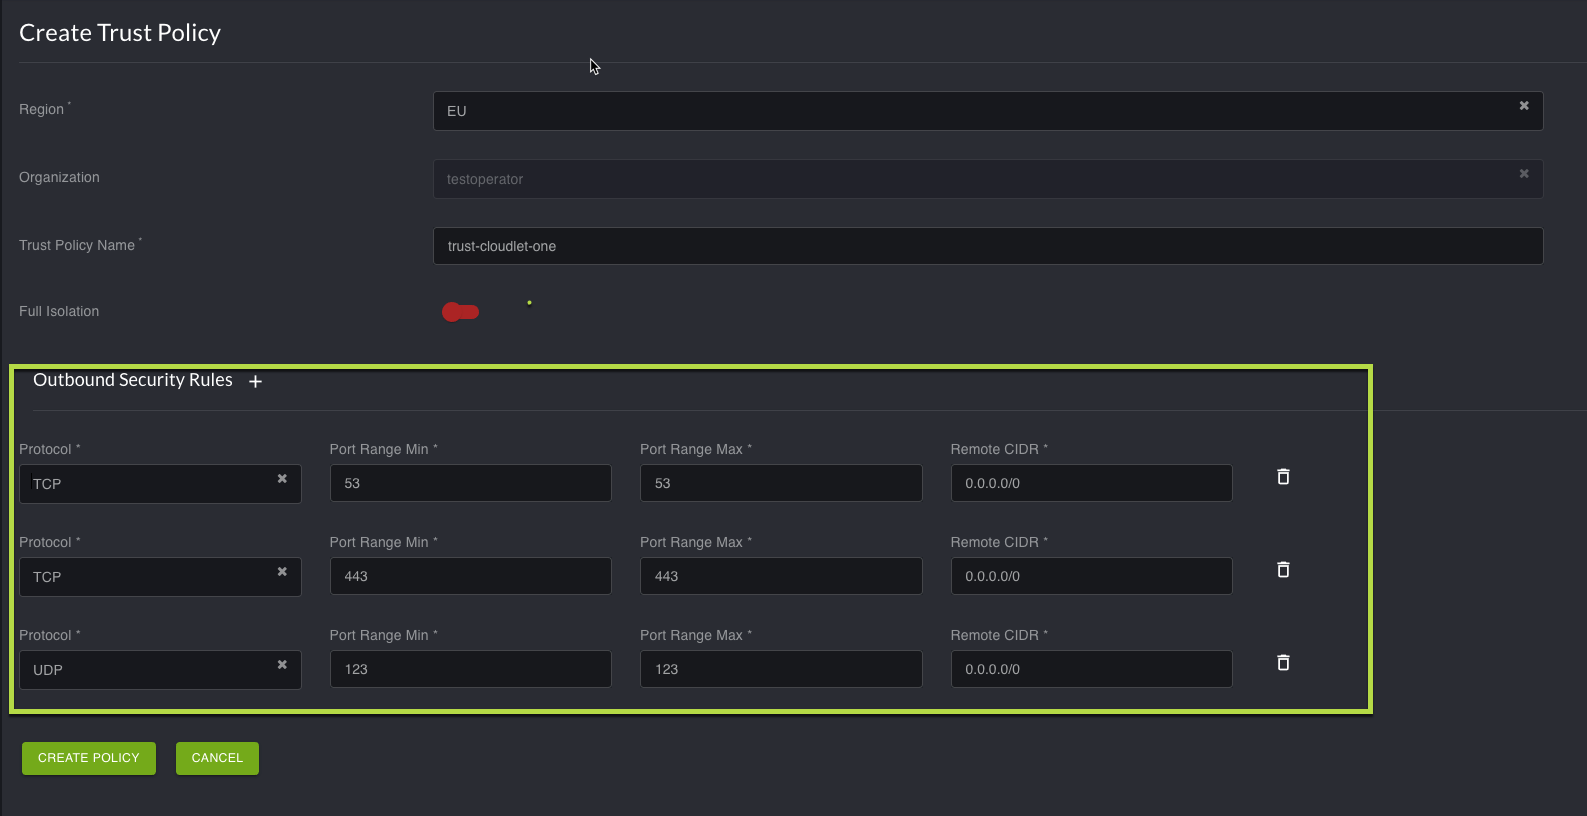 Create Trust Policy
Region *
EU
Organization
testoperator
Trust Policy Name *
trust-cloudlet-one
Full Isolation
Outbound Security Rules +
Protocol * Port Range Min * Port Range Max * Remote CIDR *
TCP 53 53 0.0.0.0/0
Protocol * Port Range Min * Port Range Max * Remote CIDR *
TCP 443 443 0.0.0.0/0
Protocol * Port Range Min * Port Range Max * Remote CIDR *
UDP 123 123 0.0.0.0/0
CREATE POLICY CANCEL